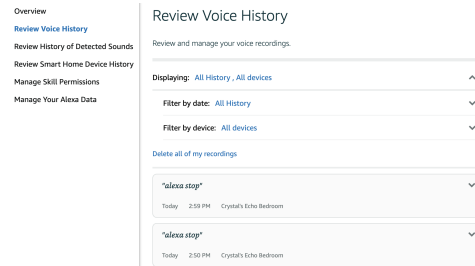 Overview
Review Voice History
Review History of Detected Sounds
Review Smart Home Device History
Manage Skill Permissions
Manage Your Alexa Data
Review Voice History
Review and manage your voice recordings.
Displaying: All History , All devices
Filter by date: All History
Filter by device: All devices
Delete all of my recordings
"alexa stop"
Today 2:59 PM Crystal's Echo Bedroom
"alexa stop"
Today 2:50 PM Crystal's Echo Bedroom